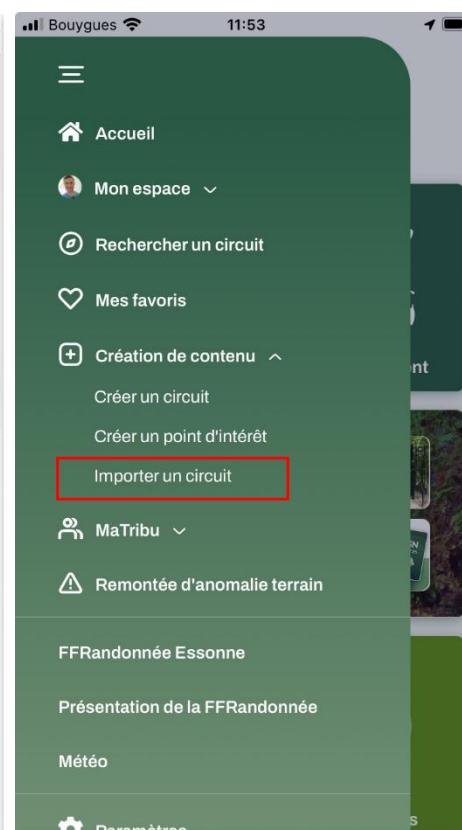 Bouygues 11:53
Accueil
Mon espace
Rechercher un circuit
Mes favoris
Création de contenu
Créer un circuit
Créer un point d'intérêt
Importer un circuit
MaTribu
Remontée d'anomalie terrain
FFRandonnée Essonne
Présentation de la FFRandonnée
Météo
Paramètres